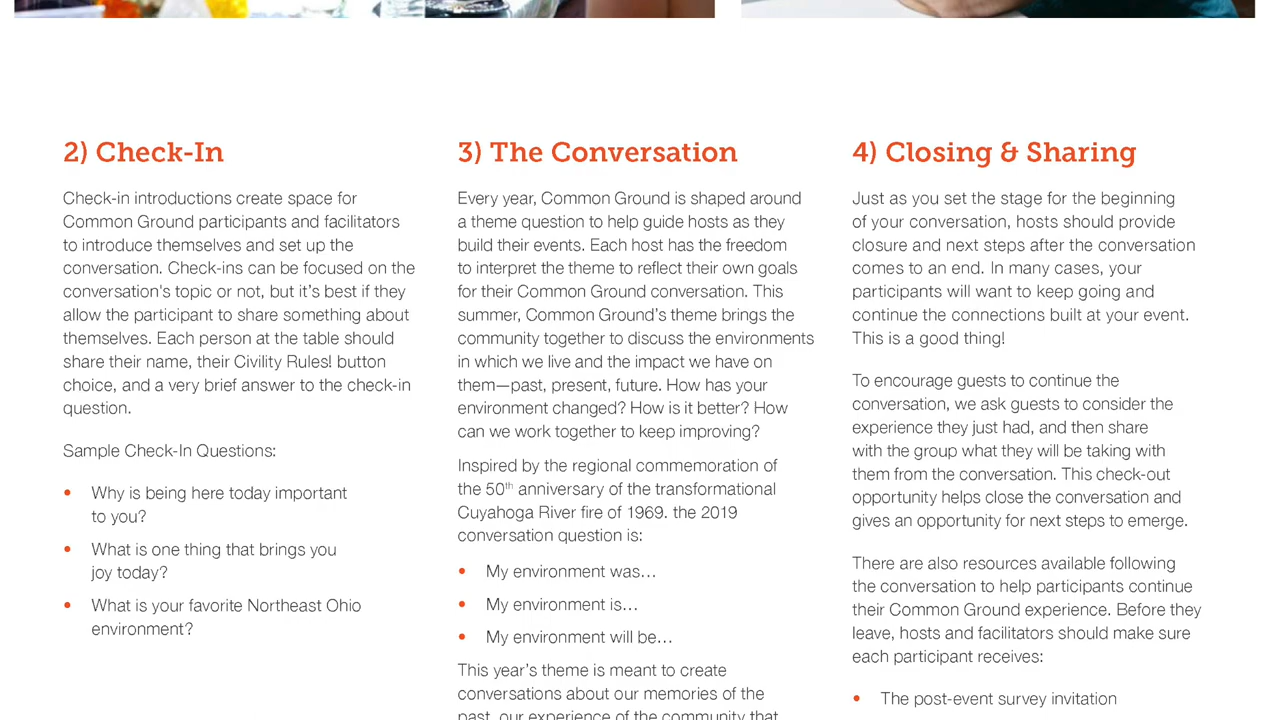 2) Check-In
Check-in introductions create space for
Common Ground participants and facilitators
to introduce themselves and set up the
conversation. Check-ins can be focused on the
conversation's topic or not, but it’s best if they
allow the participant to share something about
themselves. Each person at the table should
share their name, their Civility Rules! button
choice, and a very brief answer to the check-in
question.
Sample Check-In Questions:
• Why is being here today important
to you?
• What is one thing that brings you
joy today?
• What is your favorite Northeast Ohio
environment?
3) The Conversation
Every year, Common Ground is shaped around
a theme question to help guide hosts as they
build their events. Each host has the freedom
to interpret the theme to reflect their own goals
for their Common Ground conversation. This
summer, Common Ground’s theme brings the
community together to discuss the environments
in which we live and the impact we have on
them—past, present, future. How has your
environment changed? How is it better? How
can we work together to keep improving?
Inspired by the regional commemoration of
the 50th anniversary of the transformational
Cuyahoga River fire of 1969. the 2019
conversation question is:
• My environment was…
• My environment is…
• My environment will be…
This year’s theme is meant to create
conversations about our memories of the
past, our experience of the community that
4) Closing & Sharing
Just as you set the stage for the beginning
of your conversation, hosts should provide
closure and next steps after the conversation
comes to an end. In many cases, your
participants will want to keep going and
continue the connections built at your event.
This is a good thing!
To encourage guests to continue the
conversation, we ask guests to consider the
experience they just had, and then share
with the group what they will be taking with
them from the conversation. This check-out
opportunity helps close the conversation and
gives an opportunity for next steps to emerge.
There are also resources available following
the conversation to help participants continue
their Common Ground experience. Before they
leave, hosts and facilitators should make sure
each participant receives:
• The post-event survey invitation